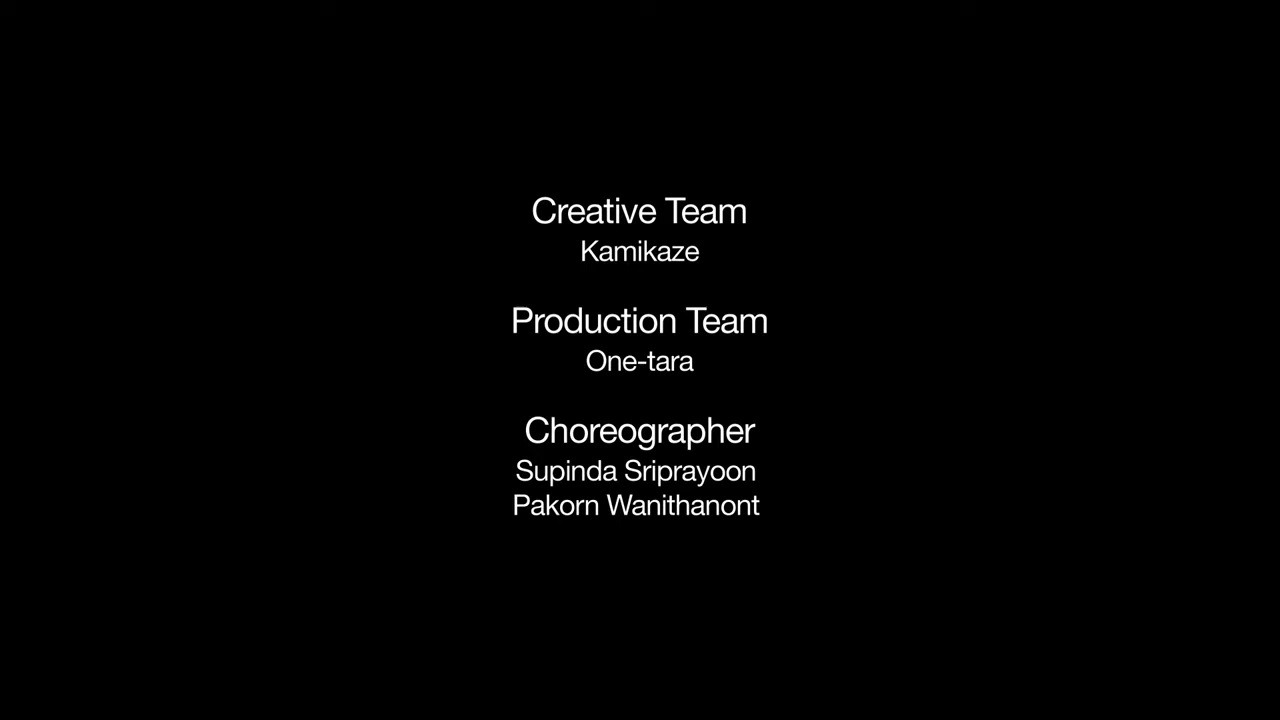 Creative Team
Kamikaze
Production Team
One-tara
Choreographer
Supinda Sriprayoon
Pakorn Wanithanont